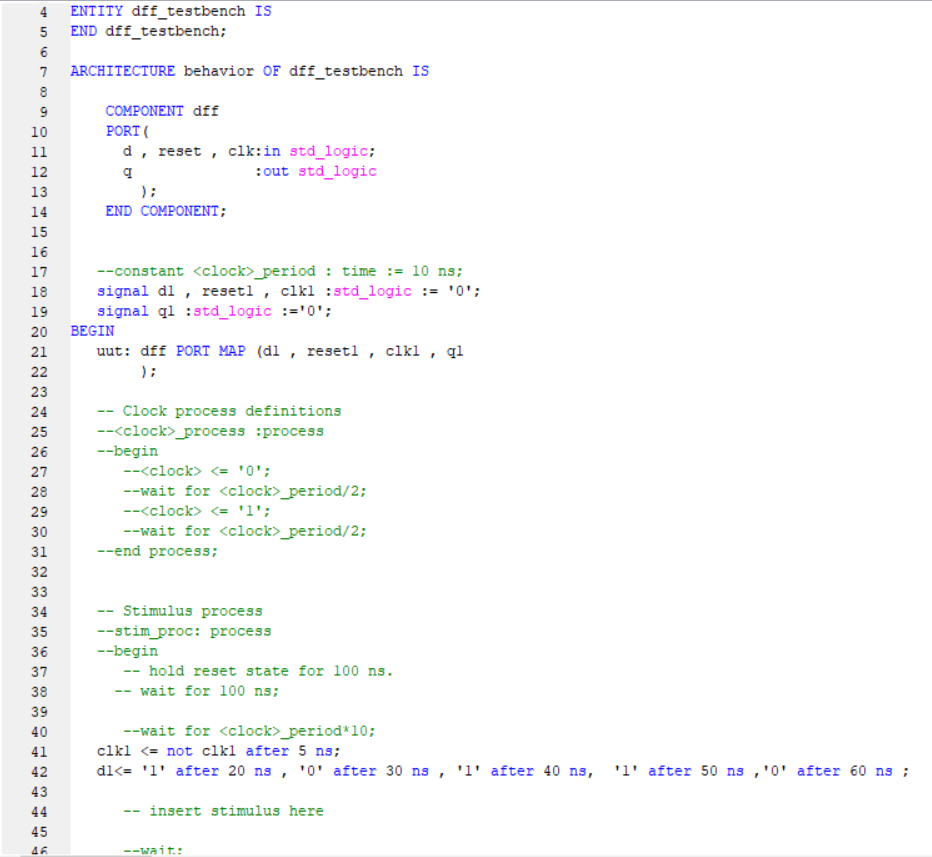 4 ENTITY dff_testbench IS
5 END dff_testbench;
6
7 ARCHITECTURE behavior OF dff_testbench IS
8
9 COMPONENT dff
10 PORT(
11 d , reset , clk:in std_logic;
12 q :out std_logic
13 );
14 END COMPONENT;
15
16
17 --constant <clock>_period : time := 10 ns;
18 signal d1 , reset1 , clk1 :std_logic := '0';
19 signal q1 :std_logic :='0';
20 BEGIN
21 uut: dff PORT MAP (d1 , reset1 , clk1 , q1
22 );
23
24 -- Clock process definitions
25 --<clock>_process :process
26 --begin
27 --<clock> <= '0';
28 --wait for <clock>_period/2;
29 --<clock> <= '1';
30 --wait for <clock>_period/2;
31 --end process;
32
33
34 -- Stimulus process
35 --stim_proc: process
36 --begin
37 -- hold reset state for 100 ns.
38 -- wait for 100 ns;
39
40 --wait for <clock>_period*10;
41 clk1 <= not clk1 after 5 ns;
42 d1<= '1' after 20 ns , '0' after 30 ns , '1' after 40 ns, '1' after 50 ns ,'0' after 60 ns ;
43
44 -- insert stimulus here
45
46 --wait;